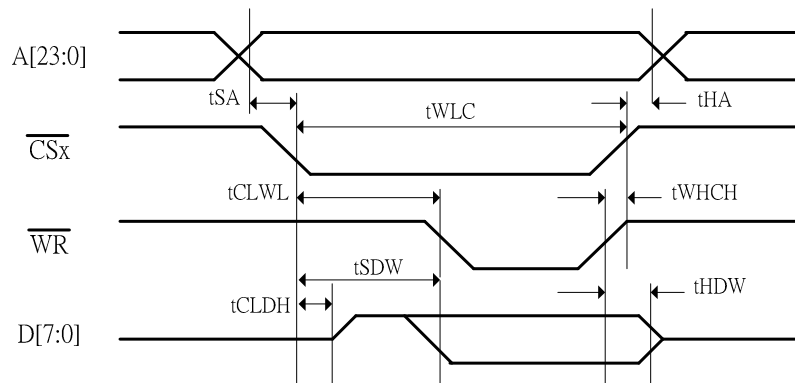 A[23:0]
tSA
tWLC
tHA
CSx
tCLWL
tWHCH
WR
tSDW
tHDW
tCLDH
D[7:0]